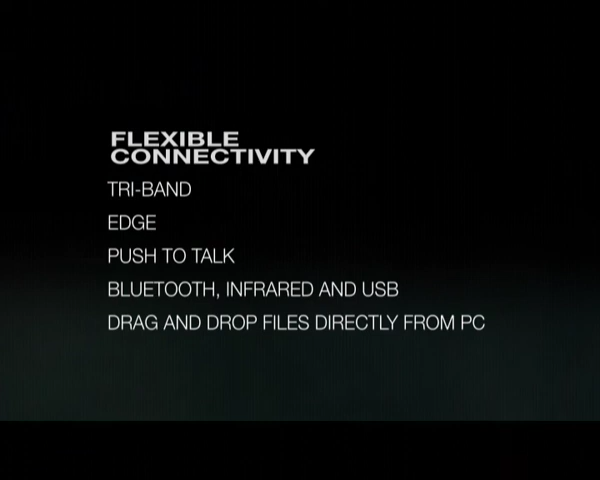 FLEXIBLE
CONNECTIVITY
TRI-BAND
EDGE
PUSH TO TALK
BLUETOOTH, INFRARED AND USB
DRAG AND DROP FILES DIRECTLY FROM PC